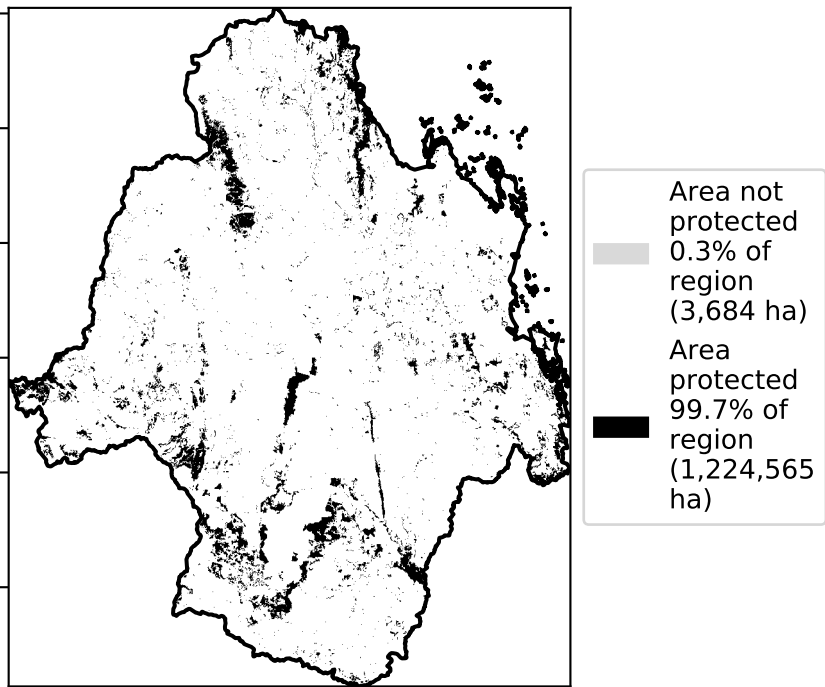 Area not
protected
0.3% of
region
(3,684 ha)
Area
protected
99.7% of
region
(1,224,565
ha)